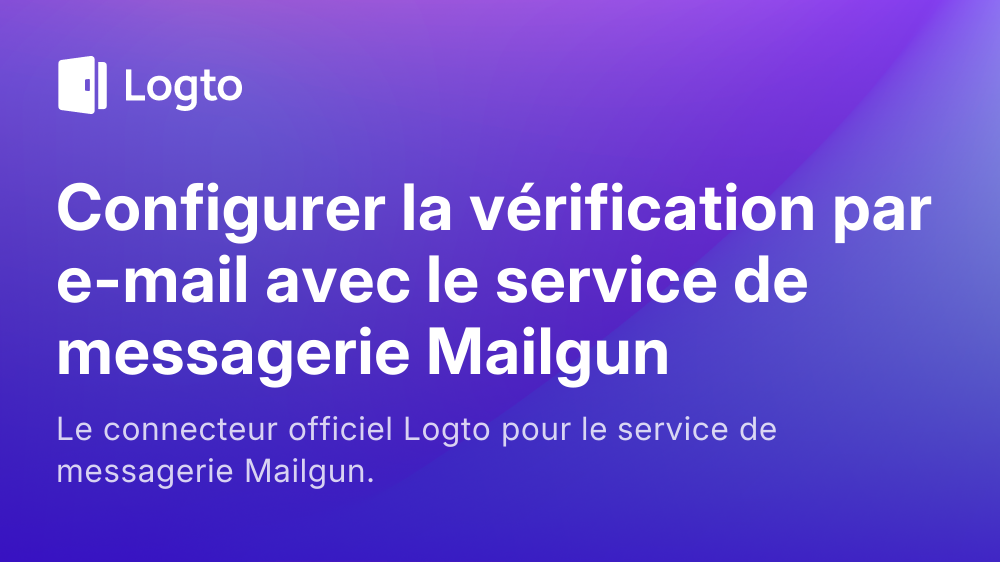 Logto
Configurer la vérification par
e-mail avec le service de
messagerie Mailgun
Le connecteur officiel Logto pour le service de
messagerie Mailgun.